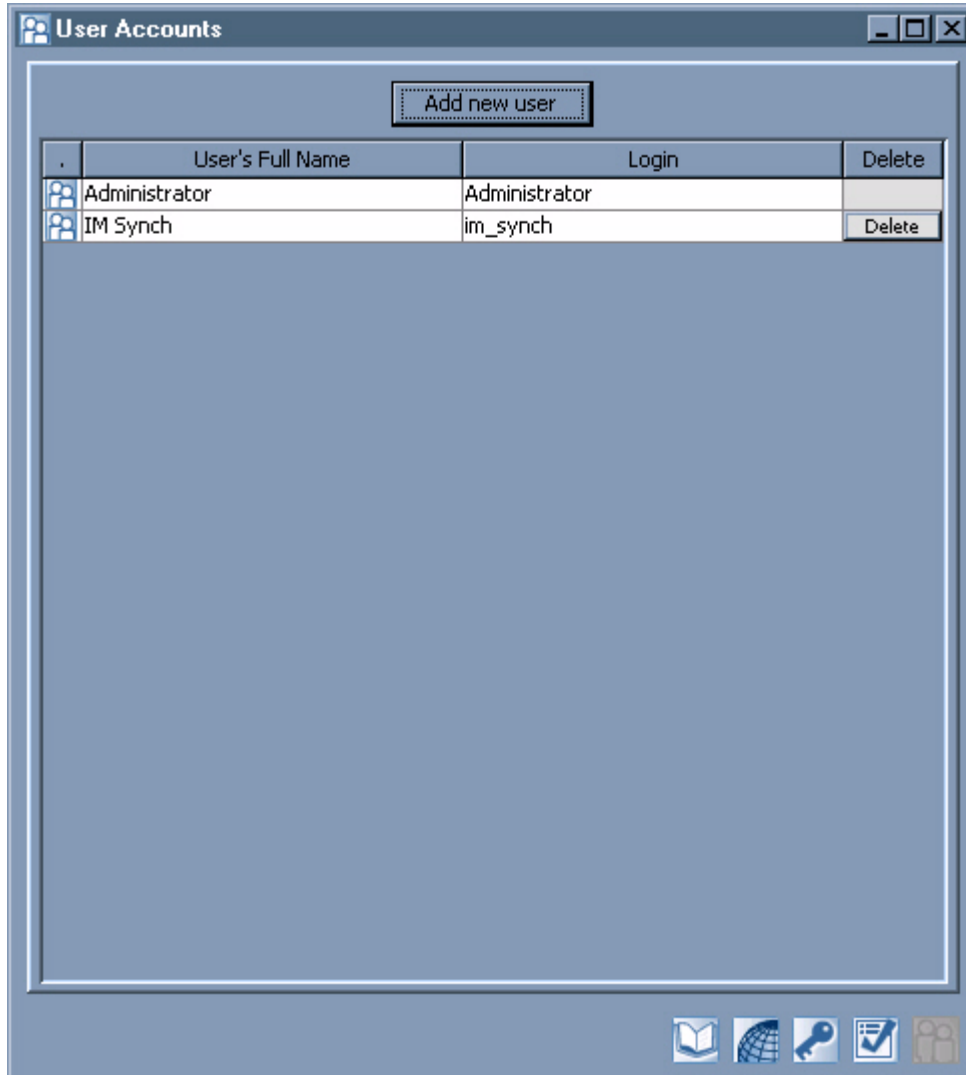 User Accounts
Add new user
. User's Full Name Login Delete
Administrator Administrator
IM Synch im_synch Delete